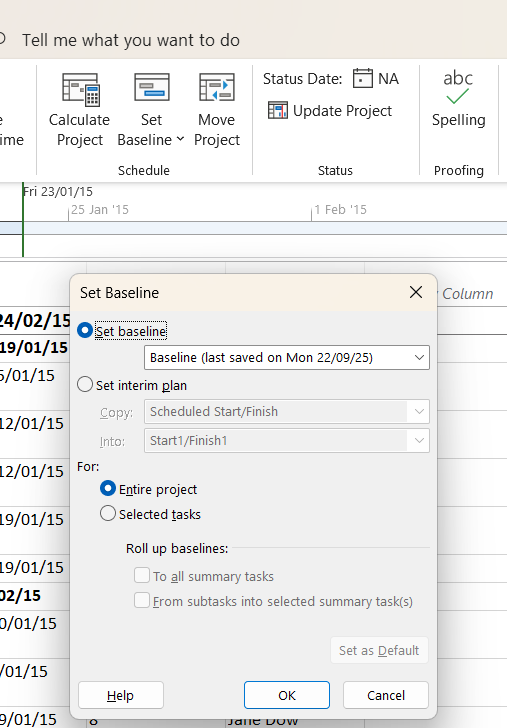 Tell me what you want to do
Calculate Project
Set Baseline
Move Project
Schedule
Status Date: NA
Update Project
Status
abc
Spelling
Proofing
Fri 23/01/15
25 Jan '15
1 Feb '15
Column
24/02/15
19/01/15
5/01/15
12/01/15
12/01/15
19/01/15
19/01/15
02/15
0/01/15
/01/15
9/01/15
8
Jane Dow
Set Baseline
Set baseline
Baseline (last saved on Mon 22/09/25)
Set interim plan
Copy: Scheduled Start/Finish
Into: Start1/Finish1
For:
Entire project
Selected tasks
Roll up baselines:
To all summary tasks
From subtasks into selected summary task(s)
Set as Default
Help
OK
Cancel